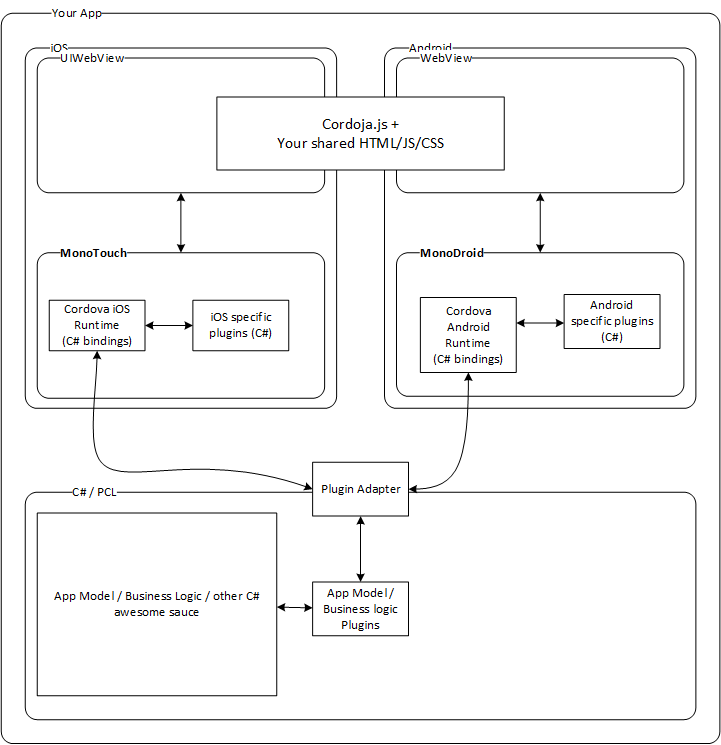 Your App
iOS
Android
UIWebView
WebView
Cordoja.js +
Your shared HTML/JS/CSS
MonoTouch
MonoDroid
Cordova iOS
Runtime
(C# bindings)
iOS specific
plugins (C#)
Cordova
Android
Runtime
(C# bindings)
Android
specific plugins
(C#)
Plugin Adapter
C# / PCL
App Model / Business Logic / other C#
awesome sauce
App Model /
Business logic
Plugins